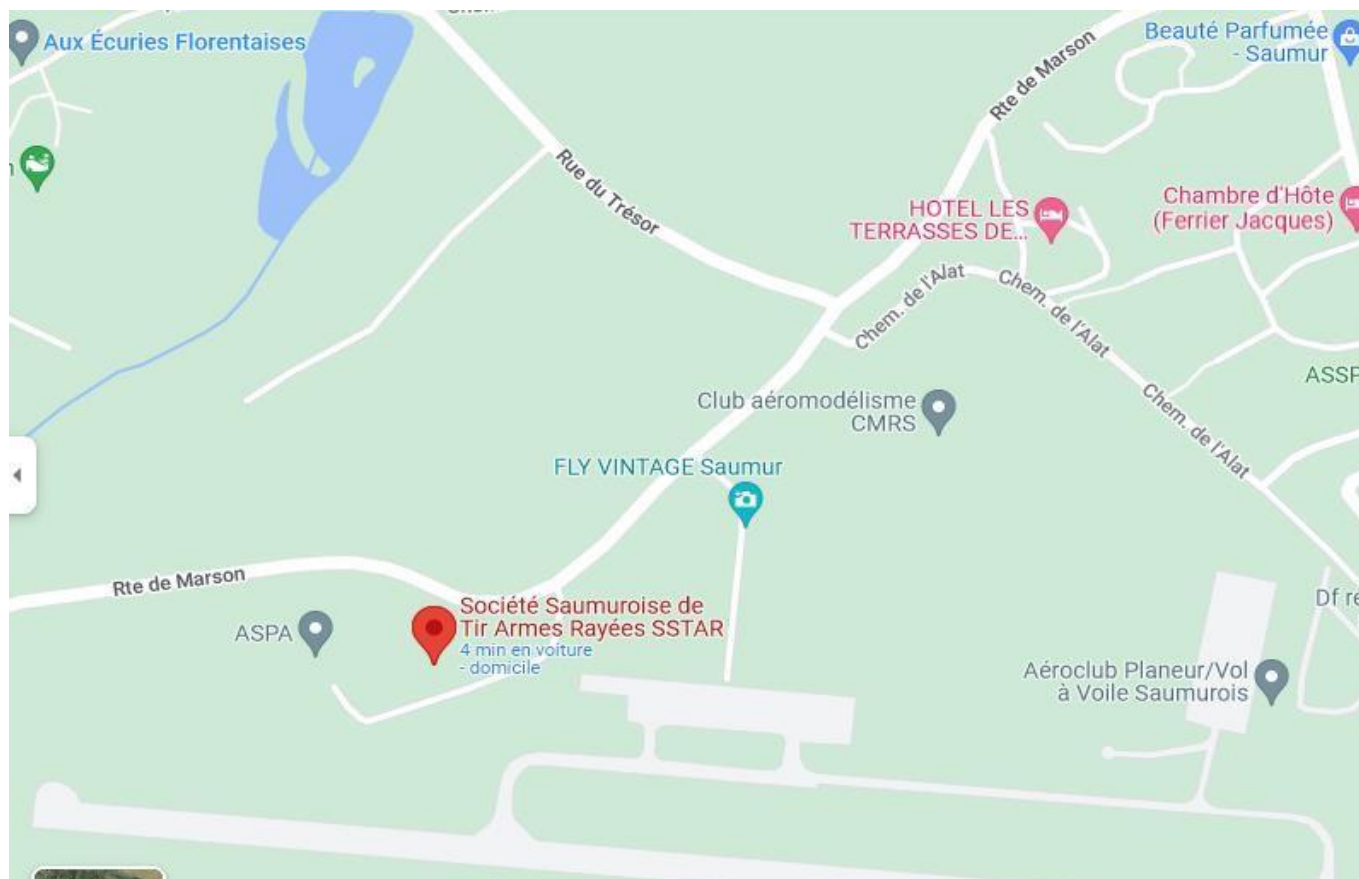 Aux Écuries Florentaises
Rte de Marson
Beauté Parfumée
- Saumur
Rue du Trésor
HOTEL LES
TERRASSES DE...
Chambre d'Hôte
(Ferrier Jacques)
Chem. de l'Alat
Chem. de l'Alat
Chem. de l'Alat
ASSP
Club aéromodélisme
CMRS
FLY VINTAGE Saumur
Rte de Marson
Société Saumuroise de
Tir Armes Rayées SSTAR
4 min en voiture
- domicile
ASPA
Df re
Aéroclub Planeur/Vol
à Voile Saumurois